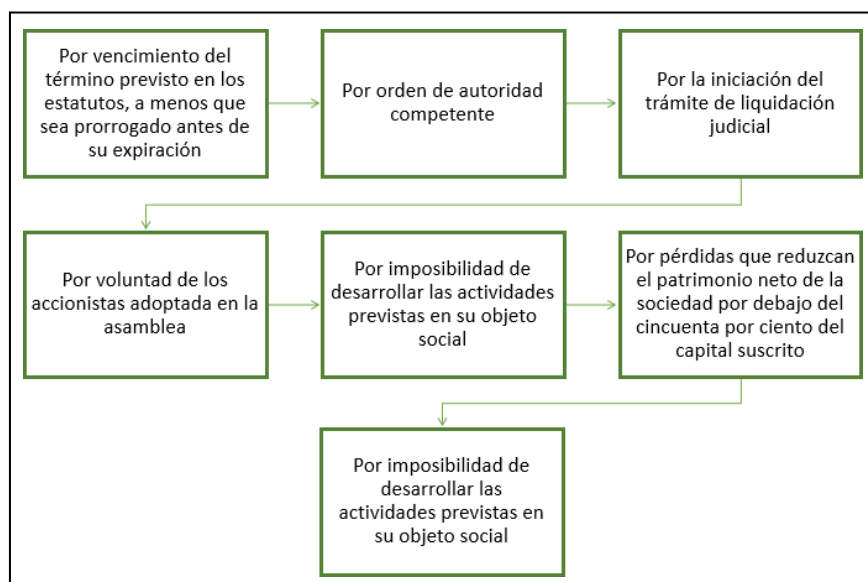 Por vencimiento del
término previsto en los
estatutos, a menos que
sea prorrogado antes de
su expiración
Por orden de autoridad
competente
Por la iniciación del
trámite de liquidación
judicial
Por voluntad de los
accionistas adoptada en la
asamblea
Por imposibilidad de
desarrollar las actividades
previstas en su objeto
social
Por pérdidas que reduzcan
el patrimonio neto de la
sociedad por debajo del
cincuenta por ciento del
capital suscrito
Por imposibilidad de
desarrollar las
actividades previstas en
su objeto social